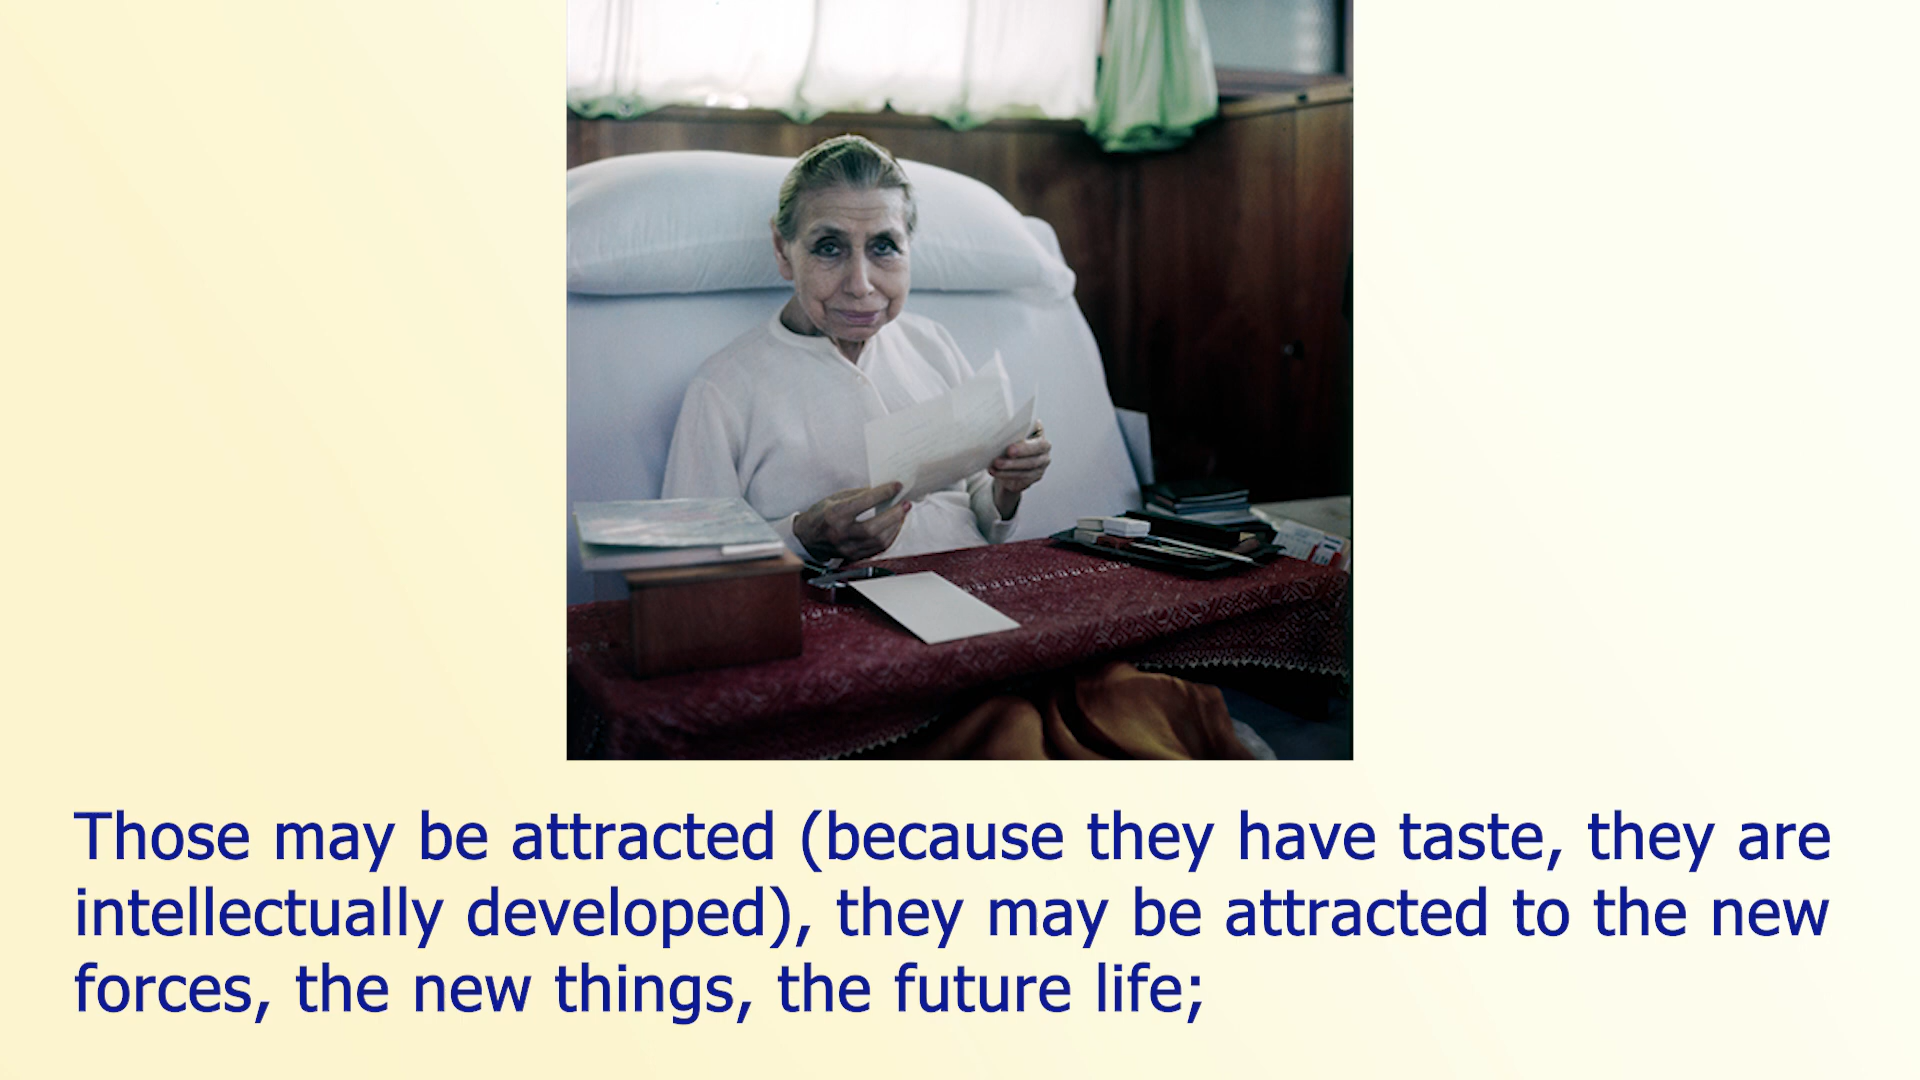 Those may be attracted (because they have taste, they are
intellectually developed), they may be attracted to the new
forces, the new things, the future life;